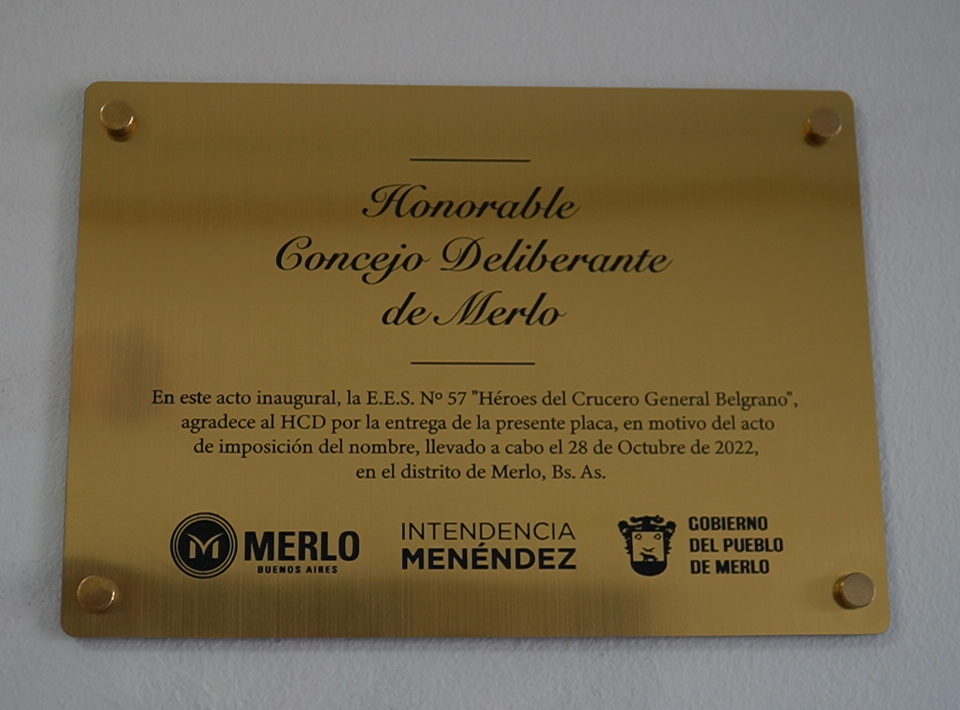 Honorable
Concejo Deliberante
de Merlo
En este acto inaugural, la E.E.S. Nº 57 "Héroes del Crucero General Belgrano",
agradece al HCD por la entrega de la presente placa, en motivo del acto
de imposición del nombre, llevado a cabo el 28 de Octubre de 2022,
en el distrito de Merlo, Bs. As.
MERLO
BUENOS AIRES
INTENDENCIA
MENÉNDEZ
GOBIERNO
DEL PUEBLO
DE MERLO